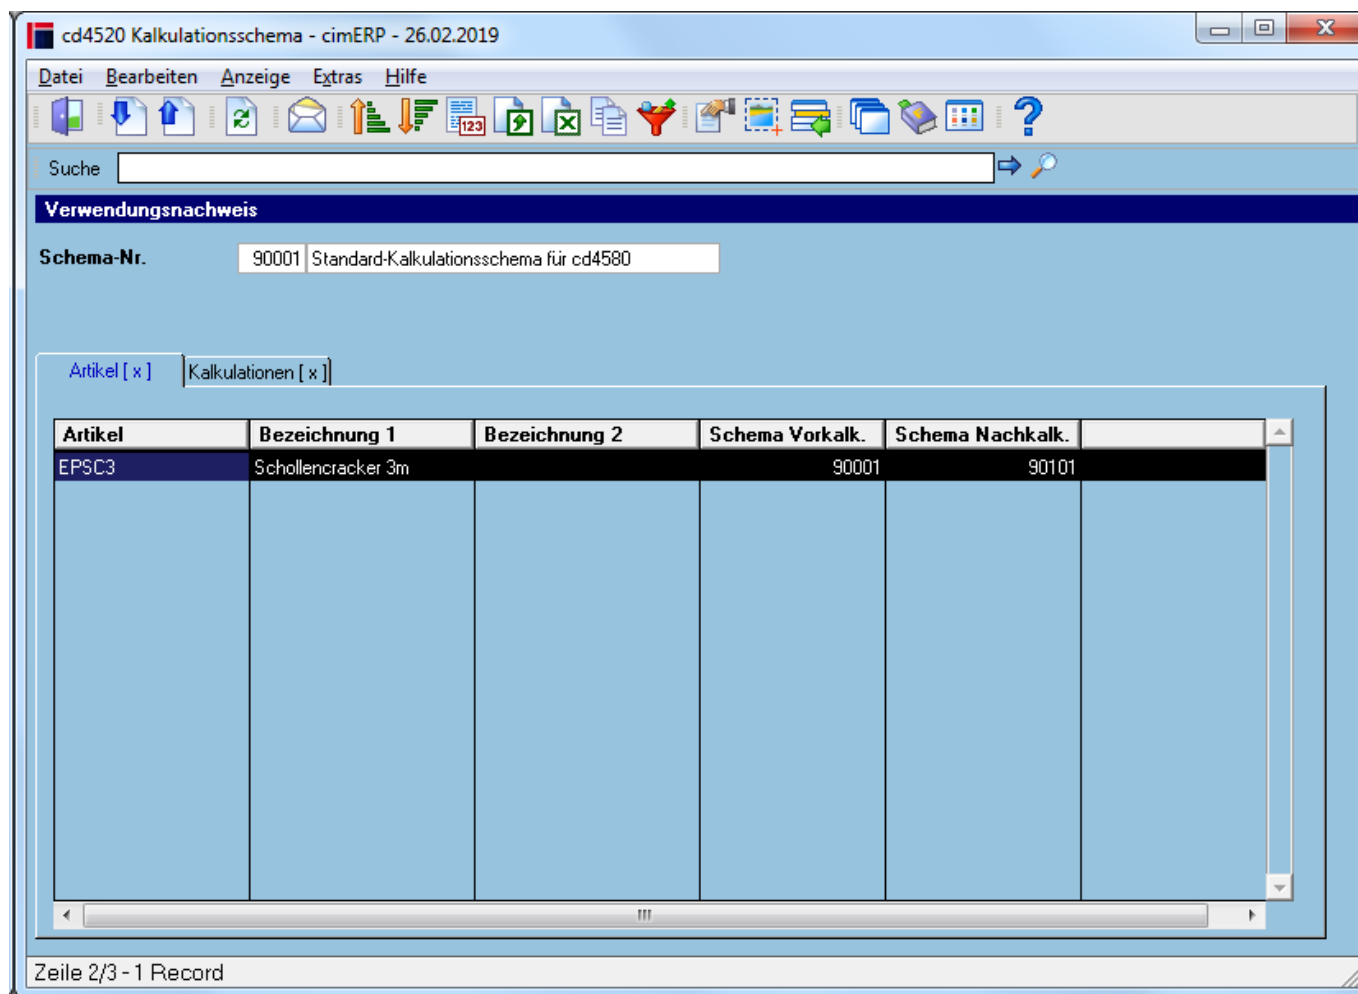 cd4520 Kalkulationsschema - cimERP - 26.02.2019
Datei Bearbeiten Anzeige Extras Hilfe
123
Suche
Verwendungsnachweis
Schema-Nr. 90001 Standard-Kalkulationsschema für cd4580
Artikel [ x ] Kalkulationen [ x ]
Artikel Bezeichnung 1 Bezeichnung 2 Schema Vorkalk. Schema Nachkalk.
EPSC3 Schollencracker 3m 90001 90101
Zeile 2/3 - 1 Record